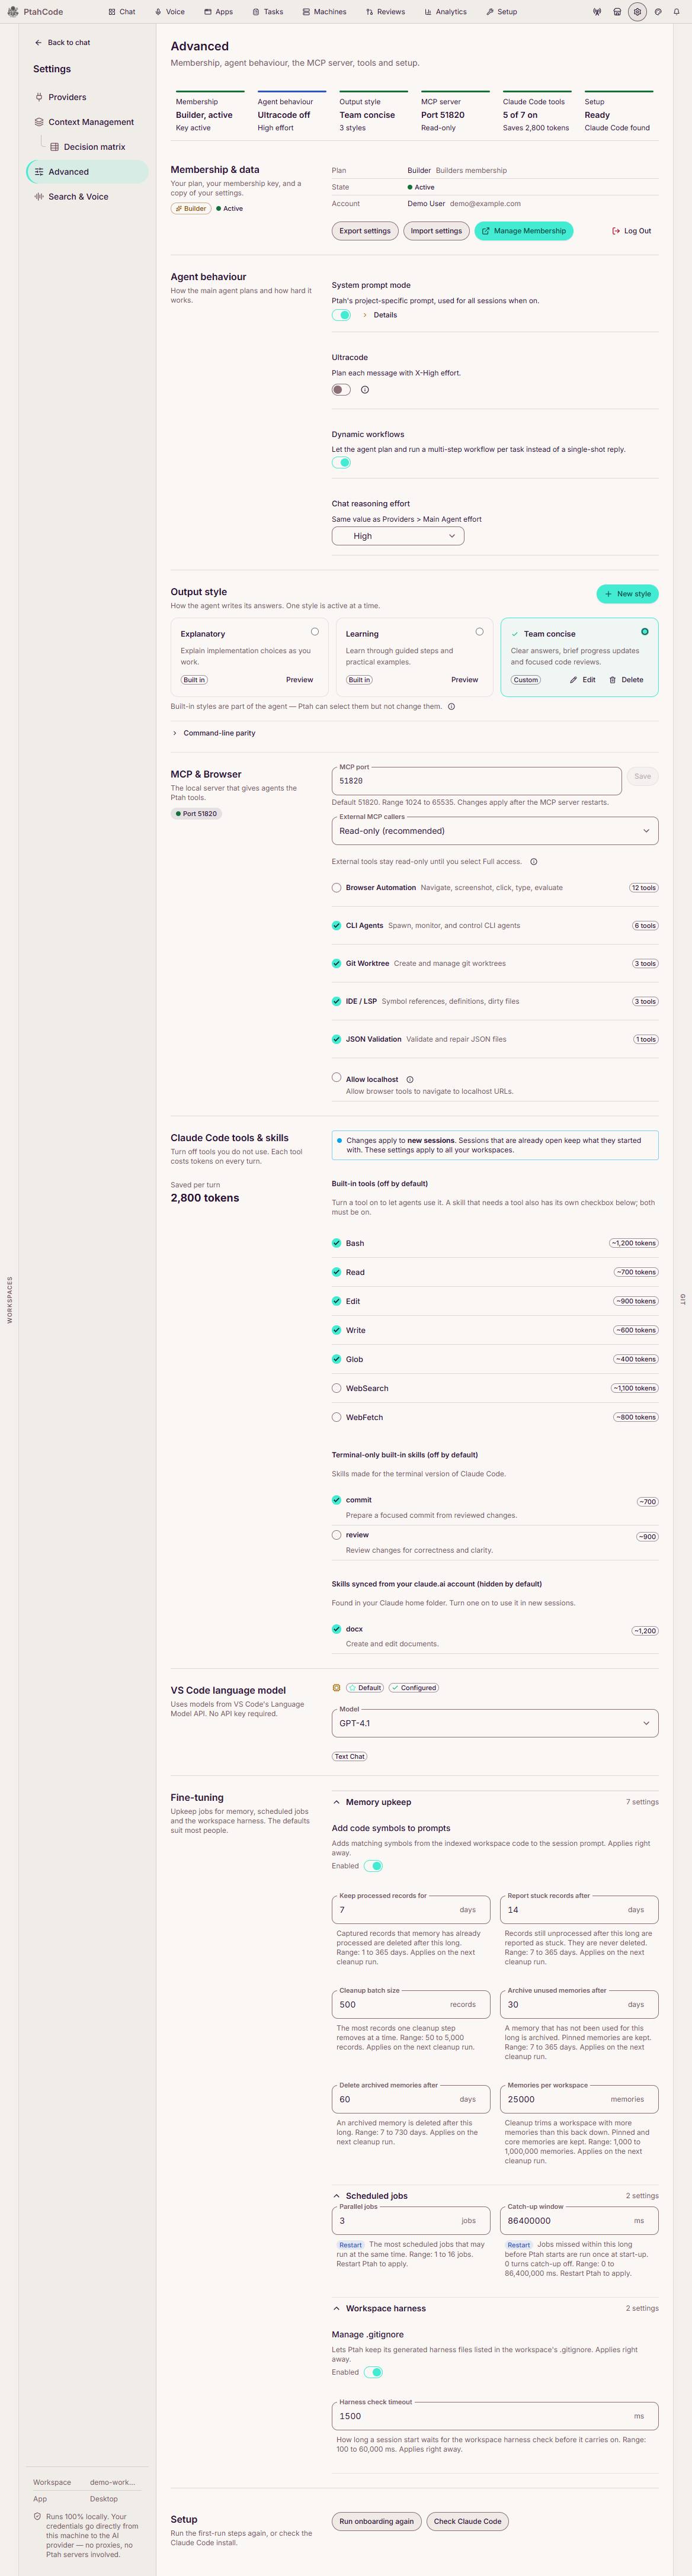 PtahCode
Chat
Voice
Apps
Tasks
Machines
Reviews
Analytics
Setup
Back to chat
Settings
Providers
Context Management
Decision matrix
Advanced
Search & Voice
WORKSPACES
Workspace demo-work...
App Desktop
Runs 100% locally. Your
credentials go directly from
this machine to the AI
provider — no proxies, no
Ptah servers involved.
Advanced
Membership, agent behaviour, the MCP server, tools and setup.
Membership
Builder, active
Key active
Agent behaviour
Ultracode off
High effort
Output style
Team concise
3 styles
MCP server
Port 51820
Read-only
Claude Code tools
5 of 7 on
Saves 2,800 tokens
Setup
Ready
Claude Code found
Membership & data
Your plan, your membership key, and a
copy of your settings.
Builder
Active
Plan Builder Builders membership
State Active
Account Demo User demo@example.com
Export settings
Import settings
Manage Membership
Log Out
Agent behaviour
How the main agent plans and how hard it
works.
System prompt mode
Ptah's project-specific prompt, used for all sessions when on.
Details
Ultracode
Plan each message with X-High effort.
Dynamic workflows
Let the agent plan and run a multi-step workflow per task instead of a single-shot reply.
Chat reasoning effort
Same value as Providers > Main Agent effort
High
Output style
How the agent writes its answers. One style is active at a time.
New style
Explanatory
Explain implementation choices as you
work.
Built in
Preview
Learning
Learn through guided steps and
practical examples.
Built in
Preview
Team concise
Clear answers, brief progress updates
and focused code reviews.
Custom
Edit
Delete
Built-in styles are part of the agent — Ptah can select them but not change them.
Command-line parity
MCP & Browser
The local server that gives agents the
Ptah tools.
Port 51820
MCP port
51820
Save
Default 51820. Range 1024 to 65535. Changes apply after the MCP server restarts.
External MCP callers
Read-only (recommended)
External tools stay read-only until you select Full access.
Browser Automation Navigate, screenshot, click, type, evaluate 12 tools
CLI Agents Spawn, monitor, and control CLI agents 6 tools
Git Worktree Create and manage git worktrees 3 tools
IDE / LSP Symbol references, definitions, dirty files 3 tools
JSON Validation Validate and repair JSON files 1 tools
Allow localhost
Allow browser tools to navigate to localhost URLs.
Claude Code tools & skills
Turn off tools you do not use. Each tool
costs tokens on every turn.
Saved per turn
2,800 tokens
Changes apply to new sessions. Sessions that are already open keep what they started
with. These settings apply to all your workspaces.
Built-in tools (off by default)
Turn a tool on to let agents use it. A skill that needs a tool also has its own checkbox below; both
must be on.
Bash ~1,200 tokens
Read ~700 tokens
Edit ~900 tokens
Write ~600 tokens
Glob ~400 tokens
WebSearch ~1,100 tokens
WebFetch ~800 tokens
Terminal-only built-in skills (off by default)
Skills made for the terminal version of Claude Code.
commit ~700
Prepare a focused commit from reviewed changes.
review ~900
Review changes for correctness and clarity.
Skills synced from your claude.ai account (hidden by default)
Found in your Claude home folder. Turn one on to use it in new sessions.
docx ~1,200
Create and edit documents.
GIT
VS Code language model
Uses models from VS Code's Language
Model API. No API key required.
Default
Configured
Model
GPT-4.1
Text Chat
Fine-tuning
Upkeep jobs for memory, scheduled jobs
and the workspace harness. The defaults
suit most people.
Memory upkeep 7 settings
Add code symbols to prompts
Adds matching symbols from the indexed workspace code to the session prompt. Applies right
away.
Enabled
Keep processed records for
7 days
Captured records that memory has already
processed are deleted after this long.
Range: 1 to 365 days. Applies on the next
cleanup run.
Report stuck records after
14 days
Records still unprocessed after this long are
reported as stuck. They are never deleted.
Range: 7 to 365 days. Applies on the next
cleanup run.
Cleanup batch size
500 records
The most records one cleanup step
removes at a time. Range: 50 to 5,000
records. Applies on the next cleanup run.
Archive unused memories after
30 days
A memory that has not been used for this
long is archived. Pinned memories are kept.
Range: 7 to 365 days. Applies on the next
cleanup run.
Delete archived memories after
60 days
An archived memory is deleted after this
long. Range: 7 to 730 days. Applies on the
next cleanup run.
Memories per workspace
25000 memories
Cleanup trims a workspace with more
memories than this back down. Pinned and
core memories are kept. Range: 1,000 to
1,000,000 memories. Applies on the next
cleanup run.
Scheduled jobs 2 settings
Parallel jobs
3 jobs
Restart The most scheduled jobs that may
run at the same time. Range: 1 to 16 jobs.
Restart Ptah to apply.
Catch-up window
86400000 ms
Restart Jobs missed within this long
before Ptah starts are run once at start-up.
0 turns catch-up off. Range: 0 to
86,400,000 ms. Restart Ptah to apply.
Workspace harness 2 settings
Manage .gitignore
Lets Ptah keep its generated harness files listed in the workspace's .gitignore. Applies right
away.
Enabled
Harness check timeout
1500 ms
How long a session start waits for the workspace harness check before it carries on. Range:
100 to 60,000 ms. Applies right away.
Setup
Run the first-run steps again, or check the
Claude Code install.
Run onboarding again
Check Claude Code